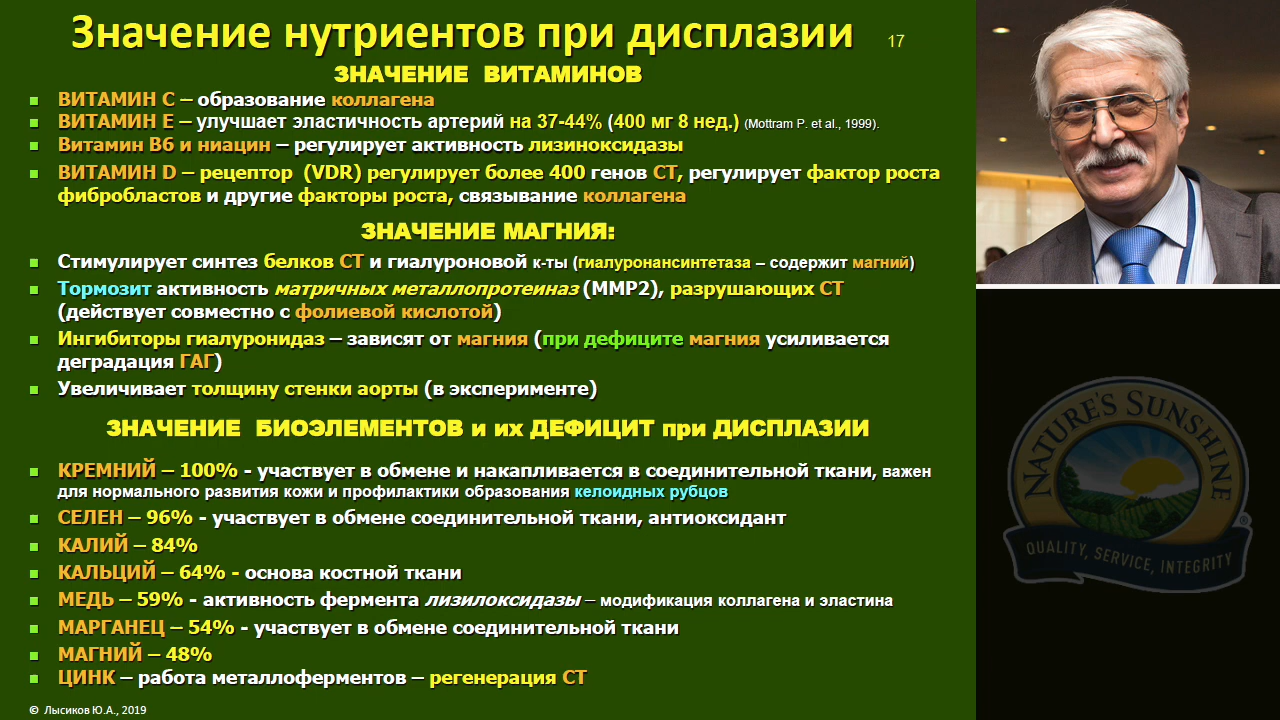 Значение нутриентов при дисплазии 17
ЗНАЧЕНИЕ ВИТАМИНОВ
ВИТАМИН С – образование коллагена
ВИТАМИН Е – улучшает эластичность артерий на 37-44% (400 мг 8 нед.) (Mottram P. et al., 1999).
Витамин В6 и ниацин – регулирует активность лизиноксидазы
ВИТАМИН D – рецептор (VDR) регулирует более 400 генов СТ, регулирует фактор роста
фибробластов и другие факторы роста, связывание коллагена
ЗНАЧЕНИЕ МАГНИЯ:
Стимулирует синтез белков СТ и гиалуроновой к-ты (гиалуронансинтетаза – содержит магний)
Тормозит активность матричных металлопротеиназ (ММР2), разрушающих СТ
(действует совместно с фолиевой кислотой)
Ингибиторы гиалуронидаз – зависят от магния (при дефиците магния усиливается
деградация ГАГ)
Увеличивает толщину стенки аорты (в эксперименте)
ЗНАЧЕНИЕ БИОЭЛЕМЕНТОВ и их ДЕФИЦИТ при ДИСПЛАЗИИ
КРЕМНИЙ – 100% - участвует в обмене и накапливается в соединительной ткани, важен
для нормального развития кожи и профилактики образования келоидных рубцов
СЕЛЕН – 96% - участвует в обмене соединительной ткани, антиоксидант
КАЛИЙ – 84%
КАЛЬЦИЙ – 64% - основа костной ткани
МЕДЬ – 59% - активность фермента лизилоксидазы – модификация коллагена и эластина
МАРГАНЕЦ – 54% - участвует в обмене соединительной ткани
МАГНИЙ – 48%
ЦИНК – работа металлоферментов – регенерация СТ
© Лысиков Ю.А., 2019
NATURE'S SUNSHINE
®
QUALITY, SERVICE, INTEGRITY